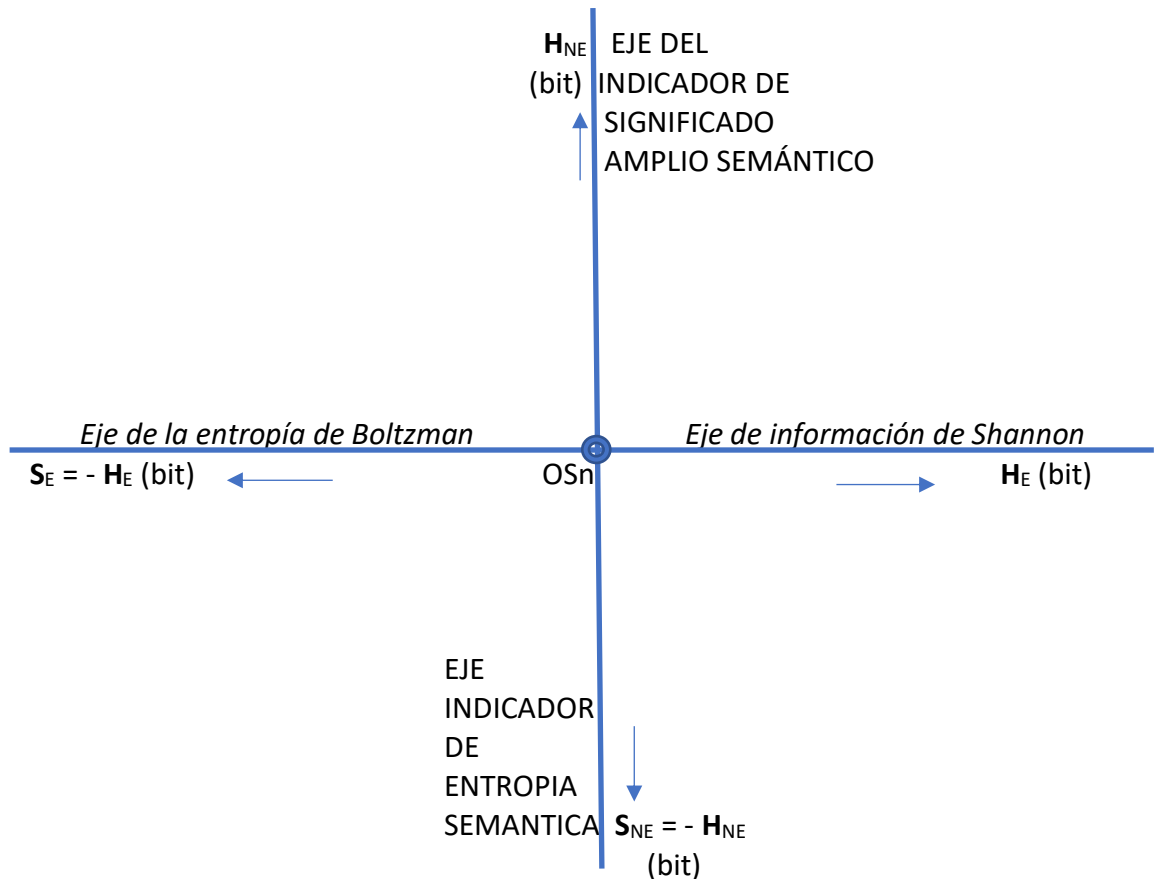 HNE EJE DEL
(bit) INDICADOR DE
SIGNIFICADO
AMPLIO SEMÁNTICO
Eje de la entropía de Boltzman
Eje de información de Shannon
SE = - HE (bit)
OSn
HE (bit)
EJE
INDICADOR
DE
ENTROPIA
SEMANTICA
SNE = - HNE
(bit)